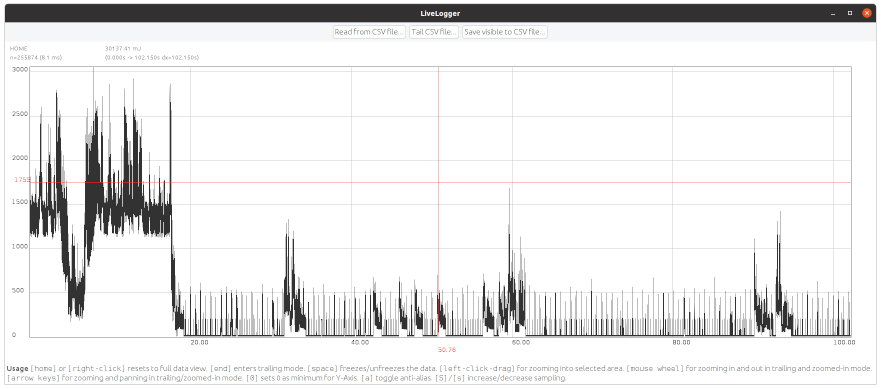 LiveLogger
Read from CSV file... Tail CSV file... Save visible to CSV file...
HOME 30137.41 mJ
n=255874 (8.1 ms) (0.000s -> 102.150s dx=102.150s)
3000
2500
2000
1755
1500
1000
500
0
20.00 40.00 60.00 80.00 100.00
50.76
Usage [home] or [right-click] resets to full data view. [end] enters trailing mode. [space] freezes/unfreezes the data. [left-click-drag] for zooming into selected area. [mouse wheel] for zooming in and out in trailing and zoomed-in mode.
[arrow keys] for zooming and panning in trailing/zoomed-in mode. [0] sets 0 as minimum for Y-Axis. [a] toggle anti-alias. [S]/[s] increase/decrease sampling.